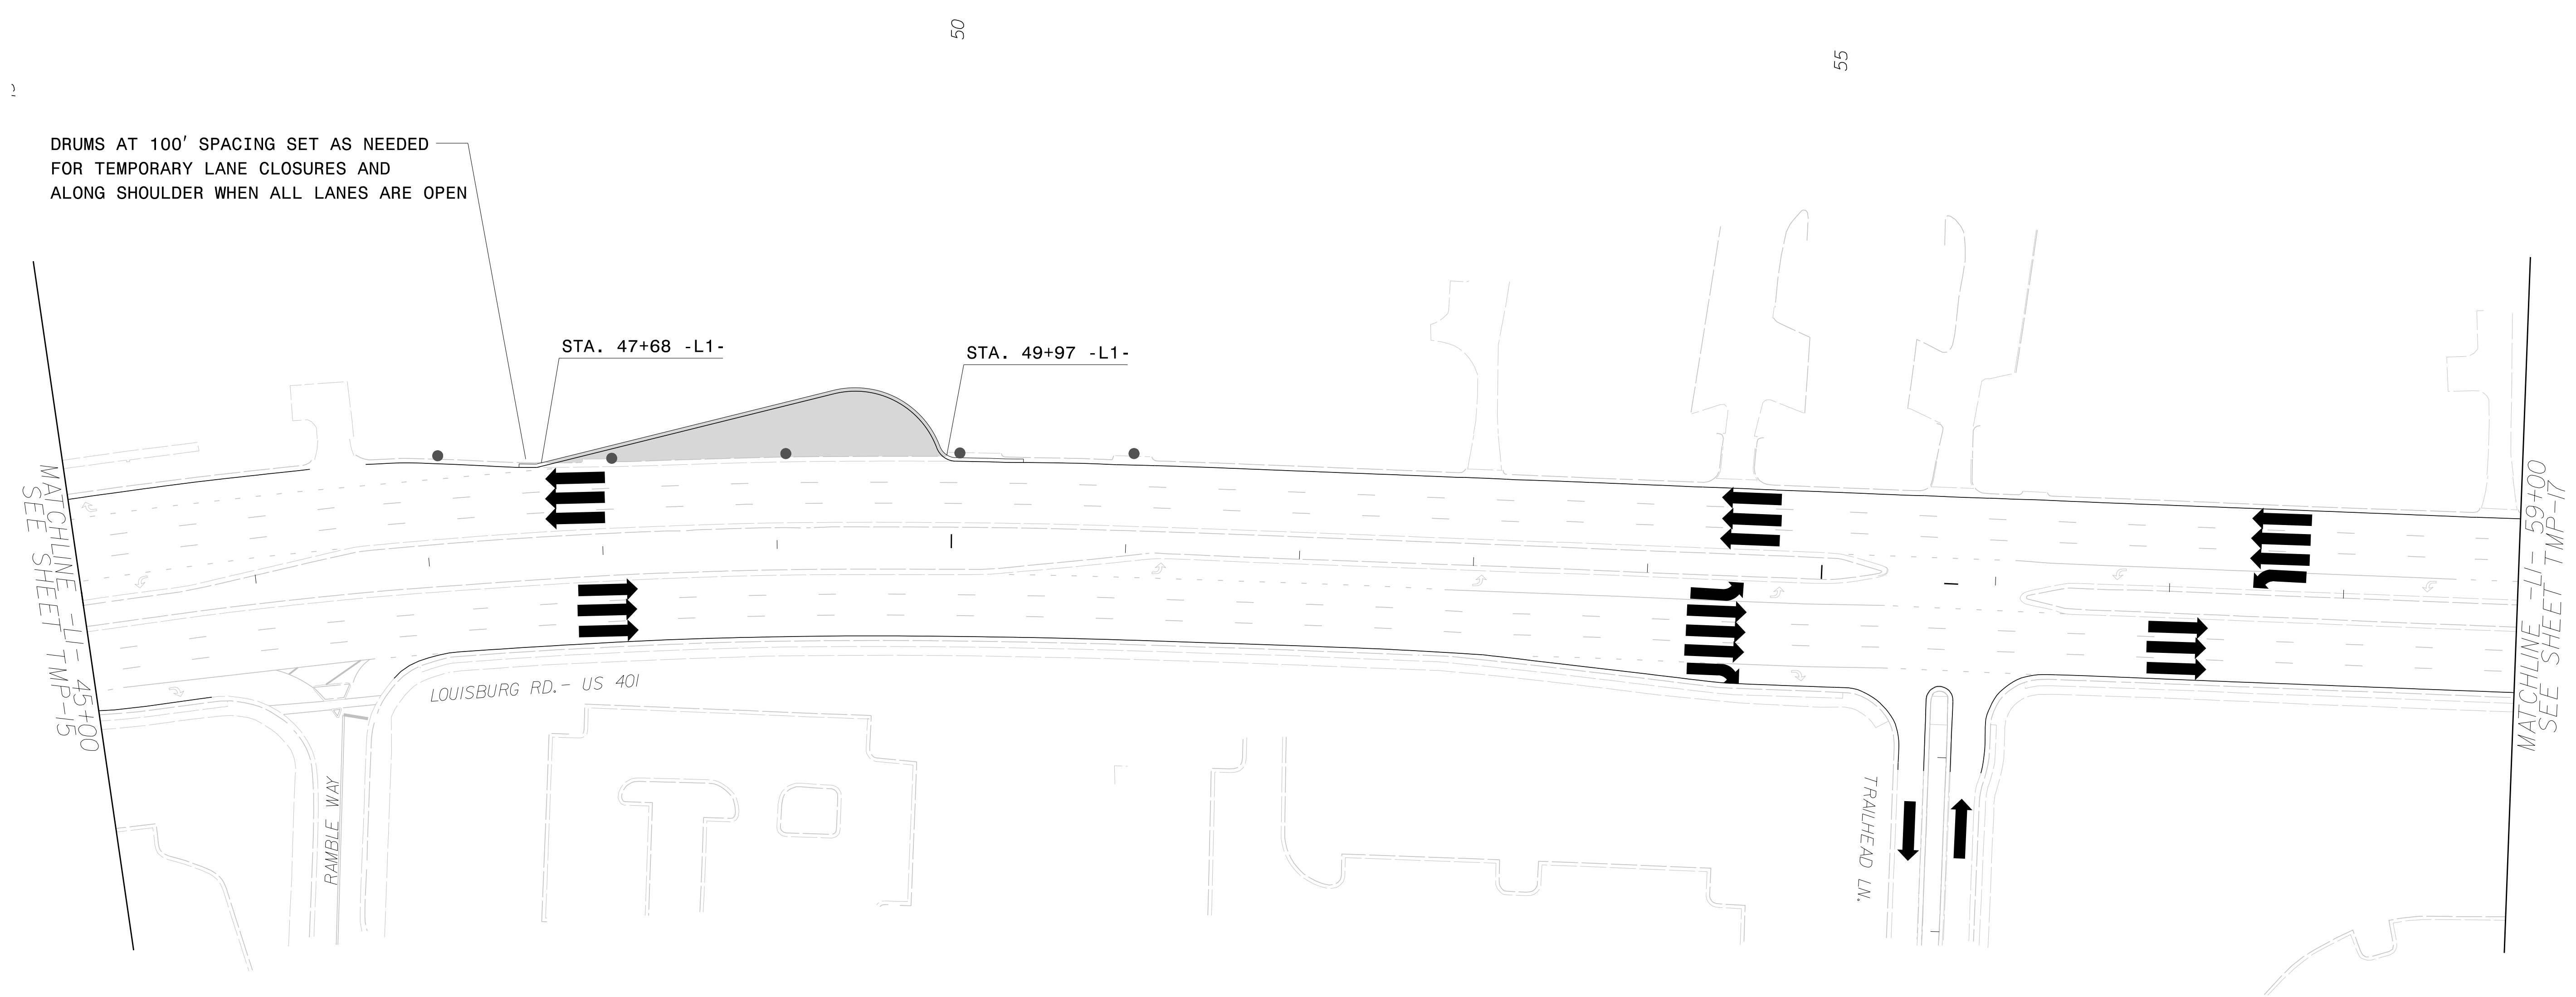 50
55
DRUMS AT 100' SPACING SET AS NEEDED
FOR TEMPORARY LANE CLOSURES AND
ALONG SHOULDER WHEN ALL LANES ARE OPEN
STA. 47+68 -L1-
STA. 49+97 -L1-
MATCHLINE -L1- 45+00
SEE SHEET TMP-15
LOUISBURG RD.- US 401
RAMBLE WAY
TRAILHEAD LN.
MATCHLINE -L1- 59+00
SEE SHEET TMP-17